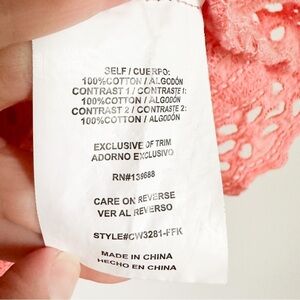 SELF / CUERPO:
100%COTTON / ALGODÓN
CONTRAST 1 / CONTRASTE 1:
100%COTTON / ALGODÓN
CONTRAST 2 / CONTRASTE 2:
100%COTTON / ALGODÓN
EXCLUSIVE OF TRIM
ADORNO EXCLUSIVO
RN#139688
CARE ON REVERSE
VER AL REVERSO
STYLE#CW3281-FFK
MADE IN CHINA
HECHO EN CHINA